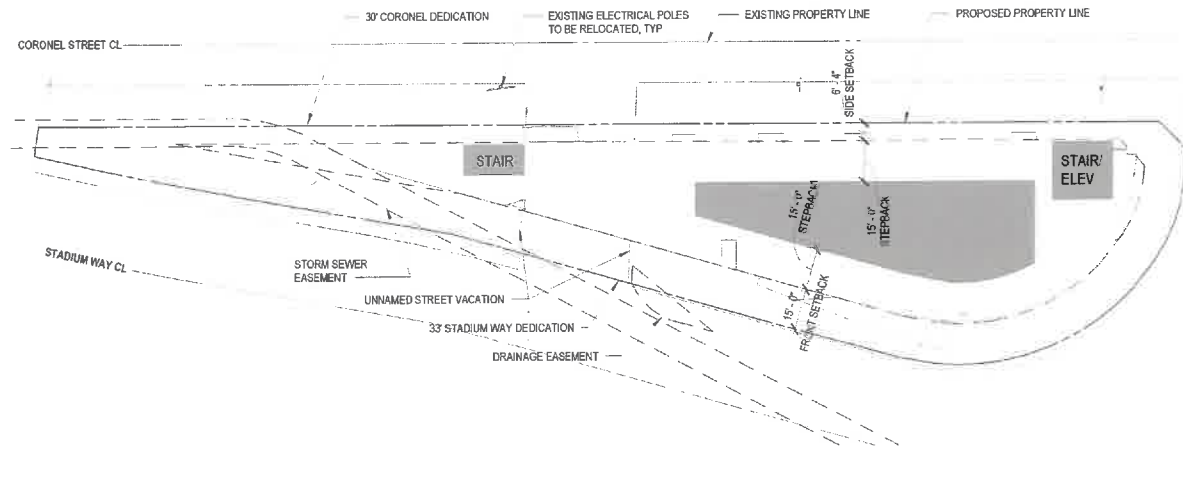 30' CORONEL DEDICATION
EXISTING ELECTRICAL POLES
TO BE RELOCATED, TYP
EXISTING PROPERTY LINE
PROPOSED PROPERTY LINE
CORONEL STREET CL
6' - 4"
SIDE SETBACK
STAIR
STAIR/
ELEV
15' - 0"
STEPBACK1
15' - 0"
STEPBACK
STADIUM WAY CL
STORM SEWER
EASEMENT
UNNAMED STREET VACATION
15' - 0"
FRONT SETBACK
33' STADIUM WAY DEDICATION
DRAINAGE EASEMENT